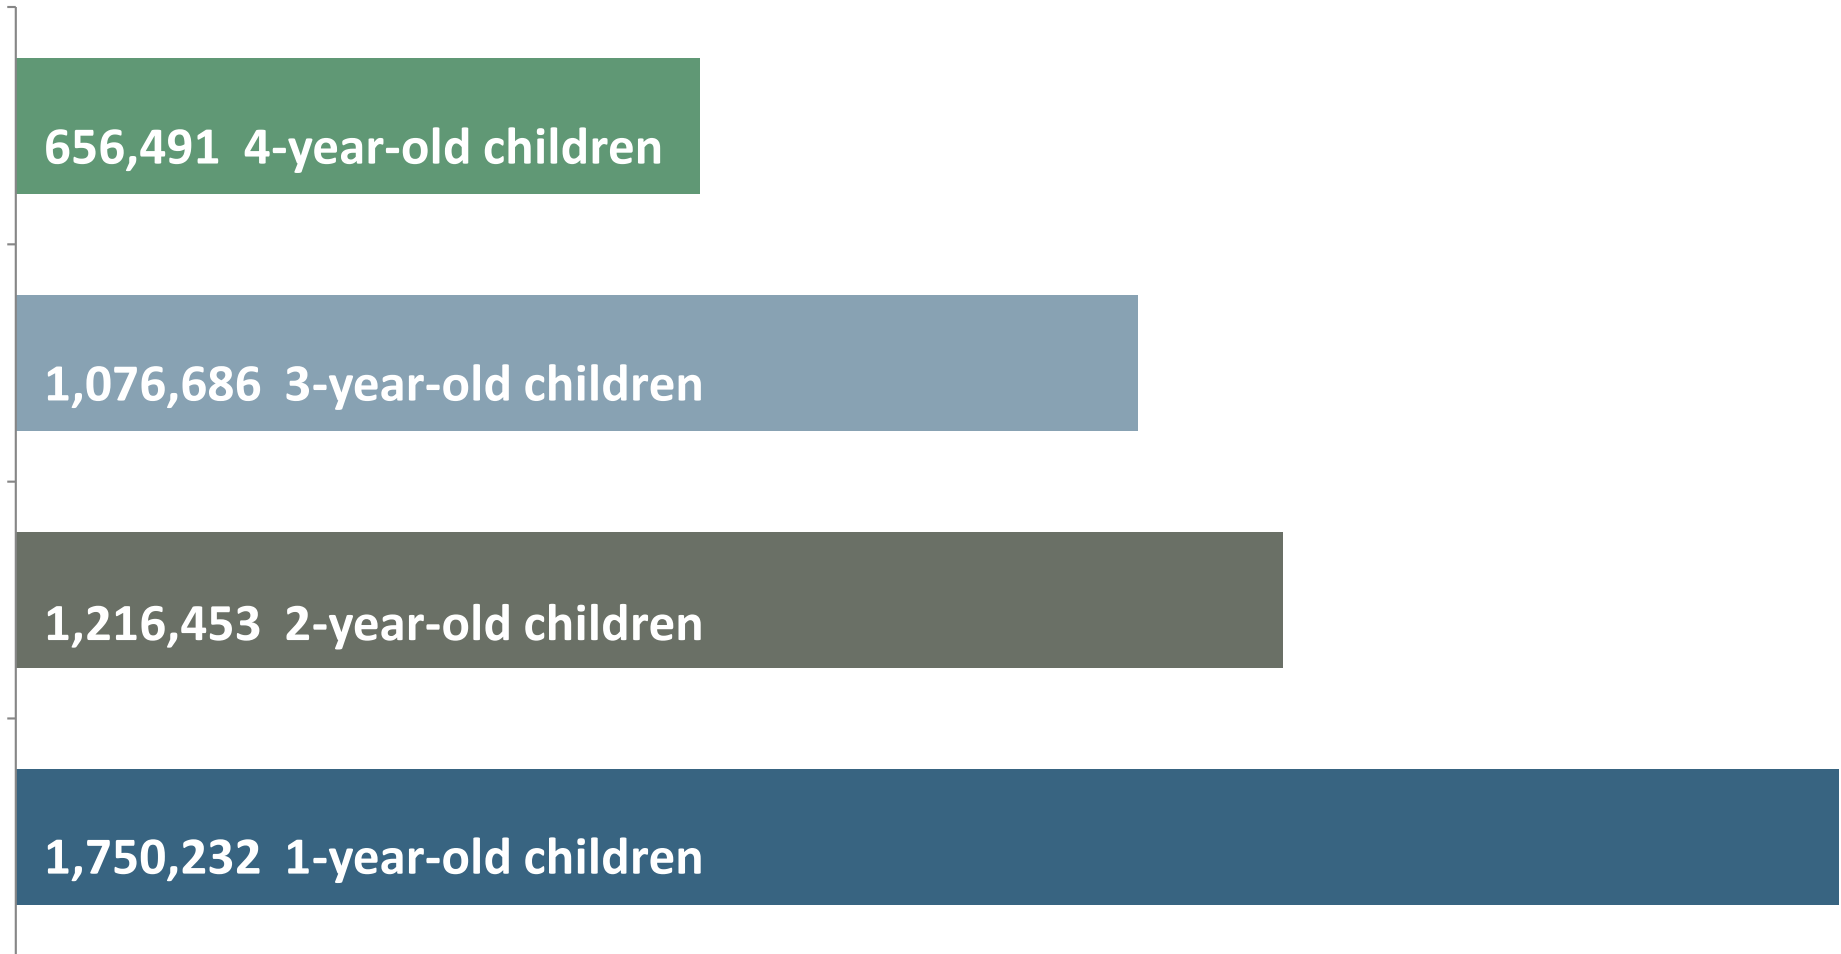 656,491  4-year-old children
1,076,686  3-year-old children
1,216,453  2-year-old children
1,750,232  1-year-old children